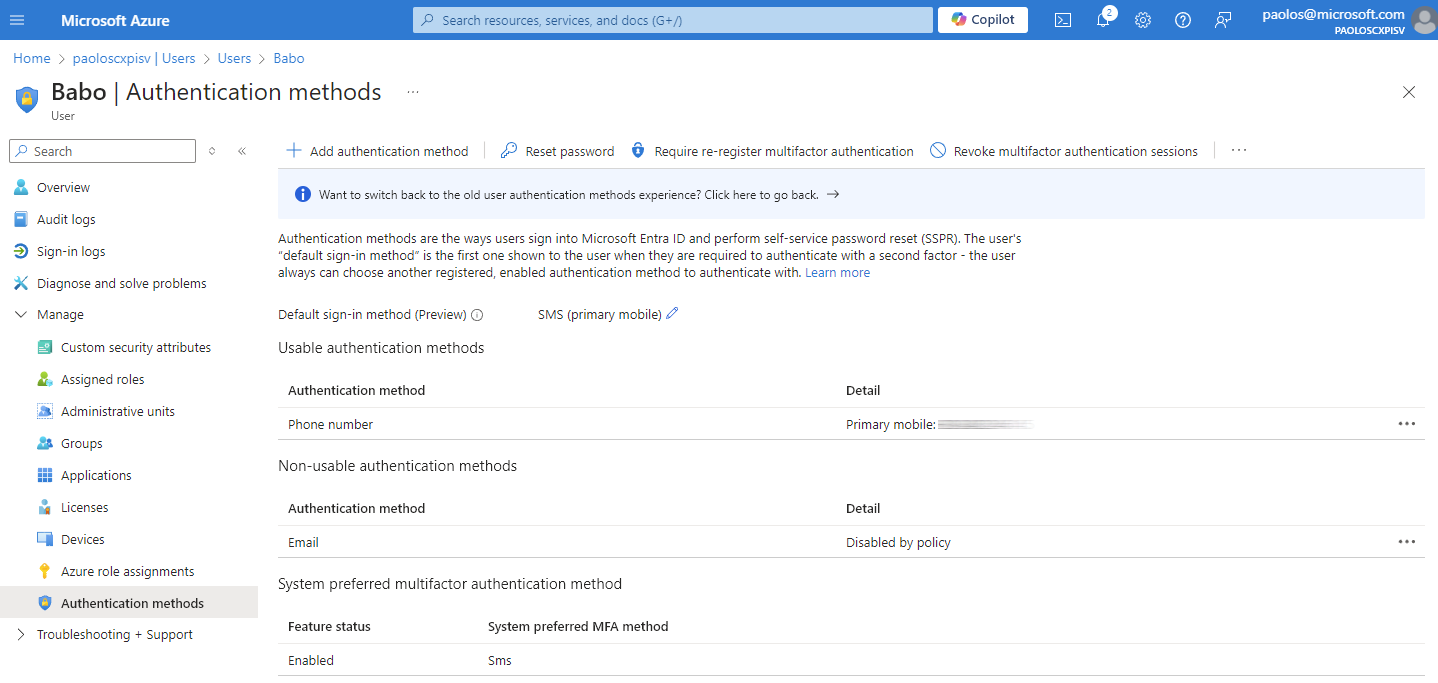 Microsoft Azure
Search resources, services, and docs (G+/)
Copilot
2
paolos@microsoft.com
PAOLOSCXPISV
Home > paoloscxpisv | Users > Users > Babo
Babo | Authentication methods ...
User
Search
Overview
Audit logs
Sign-in logs
Diagnose and solve problems
Manage
Custom security attributes
Assigned roles
Administrative units
Groups
Applications
Licenses
Devices
Azure role assignments
Authentication methods
Troubleshooting + Support
Add authentication method
Reset password
Require re-register multifactor authentication
Revoke multifactor authentication sessions
Want to switch back to the old user authentication methods experience? Click here to go back. →
Authentication methods are the ways users sign into Microsoft Entra ID and perform self-service password reset (SSPR). The user's
“default sign-in method” is the first one shown to the user when they are required to authenticate with a second factor - the user
always can choose another registered, enabled authentication method to authenticate with. Learn more
Default sign-in method (Preview) SMS (primary mobile)
Usable authentication methods
Authentication method Detail
Phone number Primary mobile:
Non-usable authentication methods
Authentication method Detail
Email Disabled by policy
System preferred multifactor authentication method
Feature status System preferred MFA method
Enabled Sms